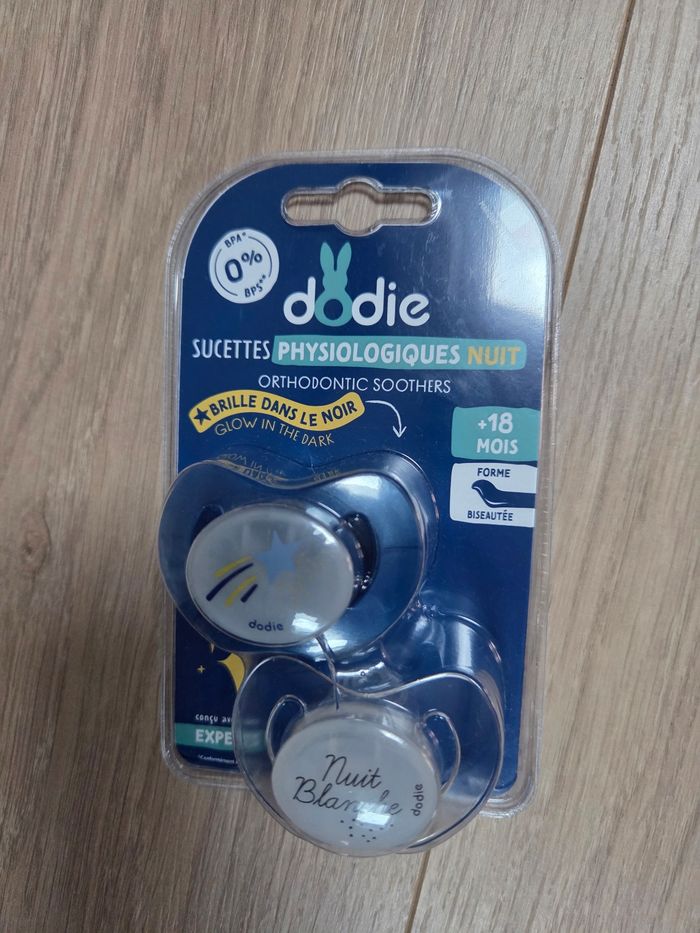 BPA*
0%
BPS**
dodie
SUCETTES PHYSIOLOGIQUES NUIT
ORTHODONTIC SOOTHERS
BRILLE DANS LE NOIR
GLOW IN THE DARK
+18
MOIS
FORME
BISEAUTÉE
dodie
conçu
Nuit
Blanche
dodie